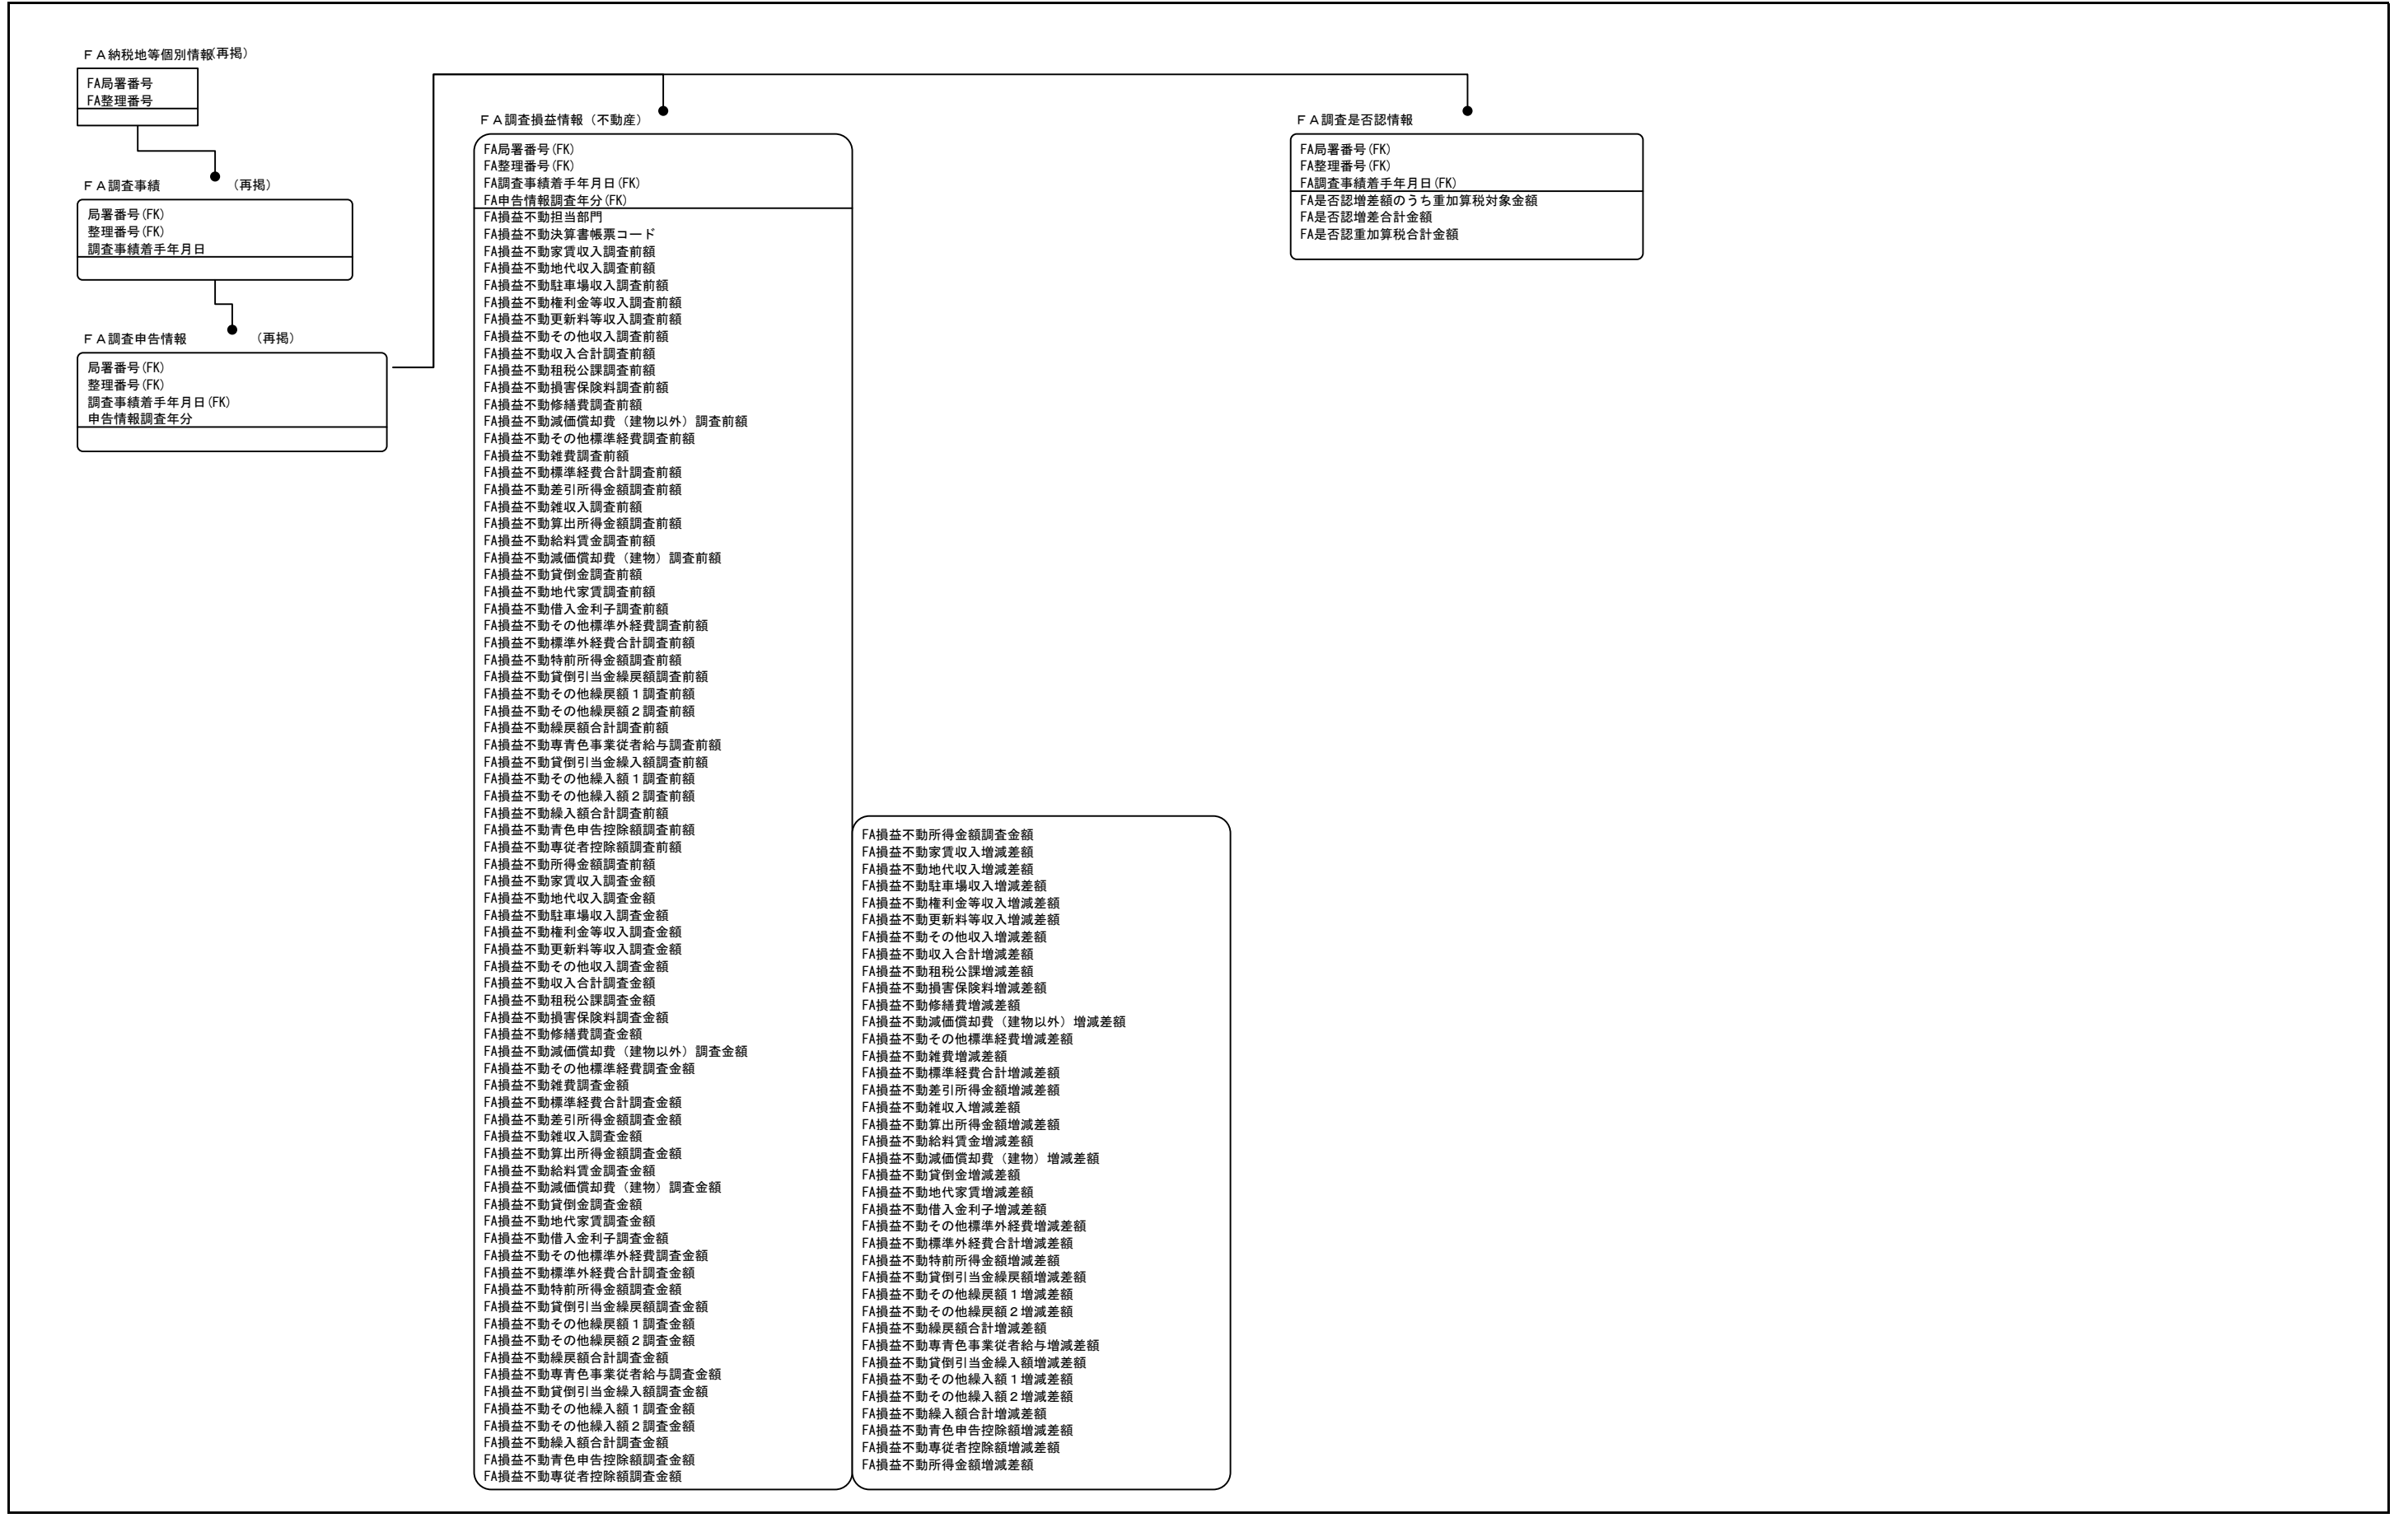 ＦＡ納税地等個別情報(再掲)
FA局署番号
FA整理番号
ＦＡ調査事績　（再掲）
局署番号(FK)
整理番号(FK)
調査事績着手年月日
ＦＡ調査申告情報　（再掲）
局署番号(FK)
整理番号(FK)
調査事績着手年月日(FK)
申告情報調査年分
ＦＡ調査損益情報（不動産）
FA局署番号(FK)
FA整理番号(FK)
FA調査事績着手年月日(FK)
FA申告情報調査年分(FK)
FA損益不動担当部門
FA損益不動決算書帳票コード
FA損益不動家賃収入調査前額
FA損益不動地代収入調査前額
FA損益不動駐車場収入調査前額
FA損益不動権利金等収入調査前額
FA損益不動更新料等収入調査前額
FA損益不動その他収入調査前額
FA損益不動収入合計調査前額
FA損益不動租税公課調査前額
FA損益不動損害保険料調査前額
FA損益不動修繕費調査前額
FA損益不動減価償却費（建物以外）調査前額
FA損益不動その他標準経費調査前額
FA損益不動雑費調査前額
FA損益不動標準経費合計調査前額
FA損益不動差引所得金額調査前額
FA損益不動雑収入調査前額
FA損益不動算出所得金額調査前額
FA損益不動給料賃金調査前額
FA損益不動減価償却費（建物）調査前額
FA損益不動貸倒金調査前額
FA損益不動地代家賃調査前額
FA損益不動借入金利子調査前額
FA損益不動その他標準外経費調査前額
FA損益不動標準外経費合計調査前額
FA損益不動特前所得金額調査前額
FA損益不動貸倒引当金繰戻額調査前額
FA損益不動その他繰戻額１調査前額
FA損益不動その他繰戻額２調査前額
FA損益不動繰戻額合計調査前額
FA損益不動専青色事業従者給与調査前額
FA損益不動貸倒引当金繰入額調査前額
FA損益不動その他繰入額１調査前額
FA損益不動その他繰入額２調査前額
FA損益不動繰入額合計調査前額
FA損益不動青色申告控除額調査前額
FA損益不動専従者控除額調査前額
FA損益不動所得金額調査前額
FA損益不動家賃収入調査金額
FA損益不動地代収入調査金額
FA損益不動駐車場収入調査金額
FA損益不動権利金等収入調査金額
FA損益不動更新料等収入調査金額
FA損益不動その他収入調査金額
FA損益不動収入合計調査金額
FA損益不動租税公課調査金額
FA損益不動損害保険料調査金額
FA損益不動修繕費調査金額
FA損益不動減価償却費（建物以外）調査金額
FA損益不動その他標準経費調査金額
FA損益不動雑費調査金額
FA損益不動標準経費合計調査金額
FA損益不動差引所得金額調査金額
FA損益不動雑収入調査金額
FA損益不動算出所得金額調査金額
FA損益不動給料賃金調査金額
FA損益不動減価償却費（建物）調査金額
FA損益不動貸倒金調査金額
FA損益不動地代家賃調査金額
FA損益不動借入金利子調査金額
FA損益不動その他標準外経費調査金額
FA損益不動標準外経費合計調査金額
FA損益不動特前所得金額調査金額
FA損益不動貸倒引当金繰戻額調査金額
FA損益不動その他繰戻額１調査金額
FA損益不動その他繰戻額２調査金額
FA損益不動繰戻額合計調査金額
FA損益不動専青色事業従者給与調査金額
FA損益不動貸倒引当金繰入額調査金額
FA損益不動その他繰入額１調査金額
FA損益不動その他繰入額２調査金額
FA損益不動繰入額合計調査金額
FA損益不動青色申告控除額調査金額
FA損益不動専従者控除額調査金額
FA損益不動所得金額調査金額
FA損益不動家賃収入増減差額
FA損益不動地代収入増減差額
FA損益不動駐車場収入増減差額
FA損益不動権利金等収入増減差額
FA損益不動更新料等収入増減差額
FA損益不動その他収入増減差額
FA損益不動収入合計増減差額
FA損益不動租税公課増減差額
FA損益不動損害保険料増減差額
FA損益不動修繕費増減差額
FA損益不動減価償却費（建物以外）増減差額
FA損益不動その他標準経費増減差額
FA損益不動雑費増減差額
FA損益不動標準経費合計増減差額
FA損益不動差引所得金額増減差額
FA損益不動雑収入増減差額
FA損益不動算出所得金額増減差額
FA損益不動給料賃金増減差額
FA損益不動減価償却費（建物）増減差額
FA損益不動貸倒金増減差額
FA損益不動地代家賃増減差額
FA損益不動借入金利子増減差額
FA損益不動その他標準外経費増減差額
FA損益不動標準外経費合計増減差額
FA損益不動特前所得金額増減差額
FA損益不動貸倒引当金繰戻額増減差額
FA損益不動その他繰戻額１増減差額
FA損益不動その他繰戻額２増減差額
FA損益不動繰戻額合計増減差額
FA損益不動専青色事業従者給与増減差額
FA損益不動貸倒引当金繰入額増減差額
FA損益不動その他繰入額１増減差額
FA損益不動その他繰入額２増減差額
FA損益不動繰入額合計増減差額
FA損益不動青色申告控除額増減差額
FA損益不動専従者控除額増減差額
FA損益不動所得金額増減差額
ＦＡ調査是否認情報
FA局署番号(FK)
FA整理番号(FK)
FA調査事績着手年月日(FK)
FA是否認増差額のうち重加算税対象金額
FA是否認増差合計金額
FA是否認重加算税合計金額